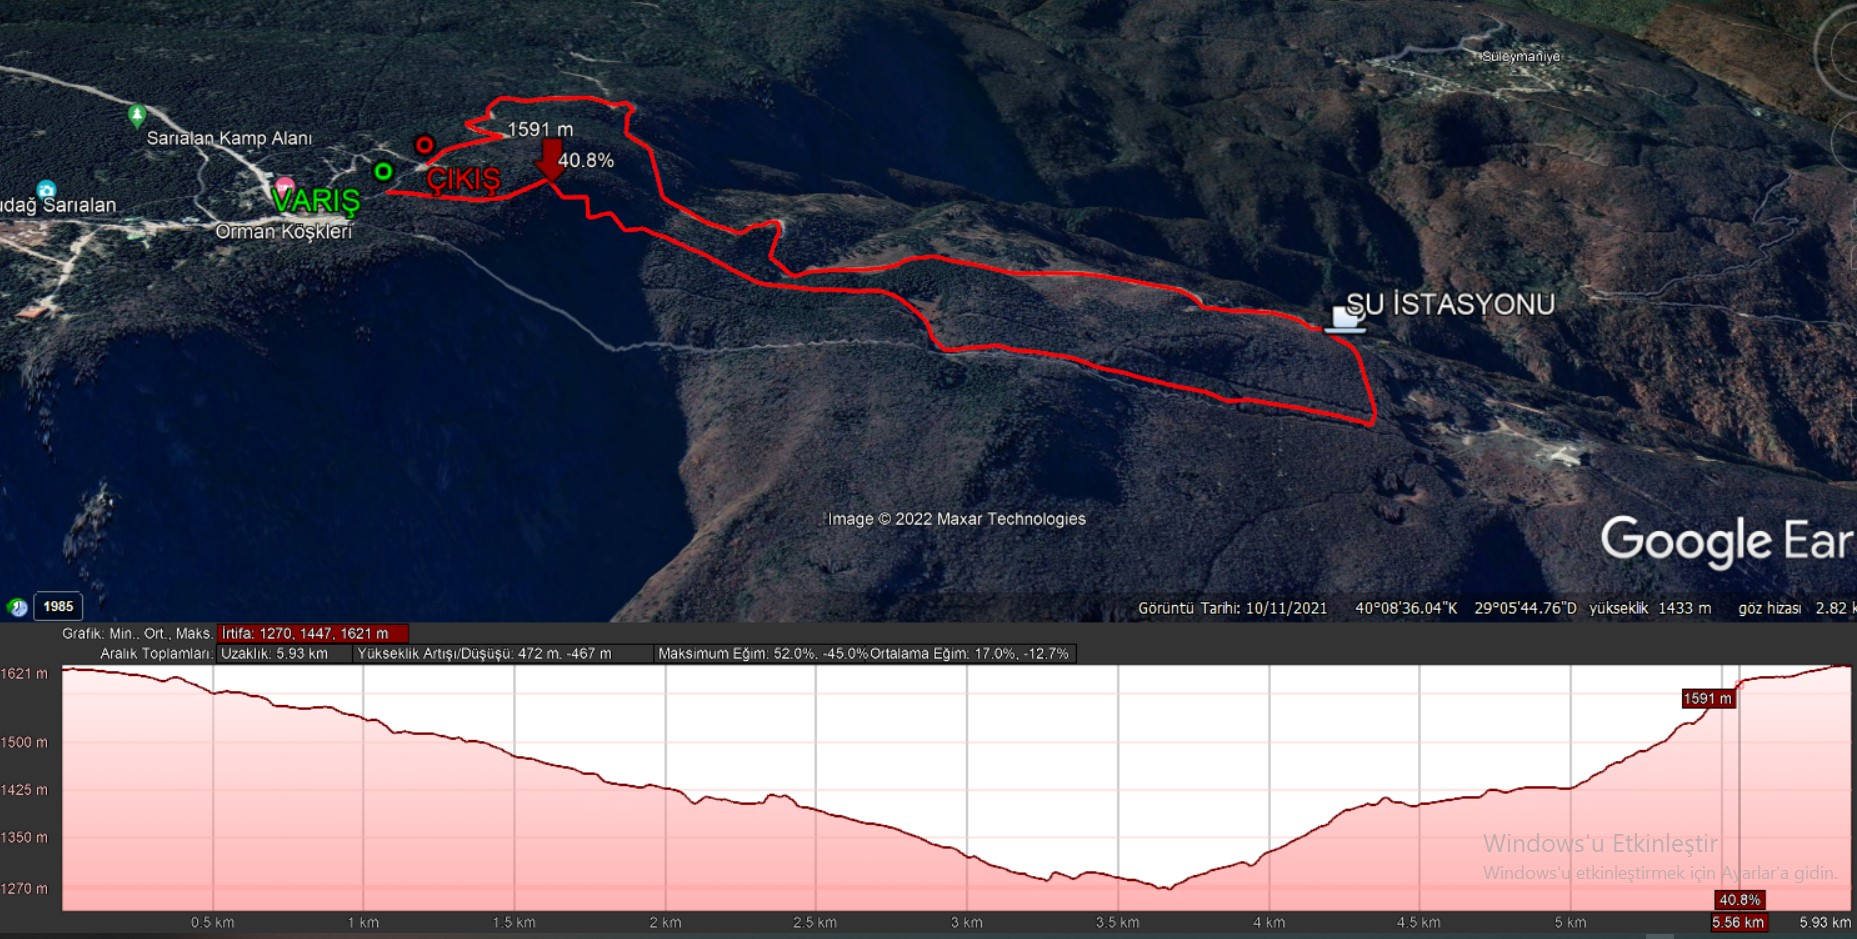 Süleymaniye
1591 m
Sarıalan Kamp Alanı
40.8%
ÇIKIŞ
VARIŞ
udağ Sarıalan
Orman Köşkleri
SU İSTASYONU
Image © 2022 Maxar Technologies
Google Ear
1985
Görüntü Tarihi: 10/11/2021 40°08'36.04"K 29°05'44.76"D yükseklik 1433 m göz hizası 2.82 k
Grafik: Min., Ort., Maks. İrtifa: 1270, 1447, 1621 m
Aralık Toplamları: Uzaklık: 5.93 km Yükseklik Artışı/Düşüşü: 472 m, -467 m Maksimum Eğim: 52.0%, -45.0% Ortalama Eğim: 17.0%, -12.7%
1621 m
1591 m
1500 m
1425 m
1350 m
Windows'u Etkinleştir
Windows'u etkinleştirmek için Ayarlar'a gidin.
1270 m
40.8%
0.5 km 1 km 1.5 km 2 km 2.5 km 3 km 3.5 km 4 km 4.5 km 5 km 5.56 km 5.93 km